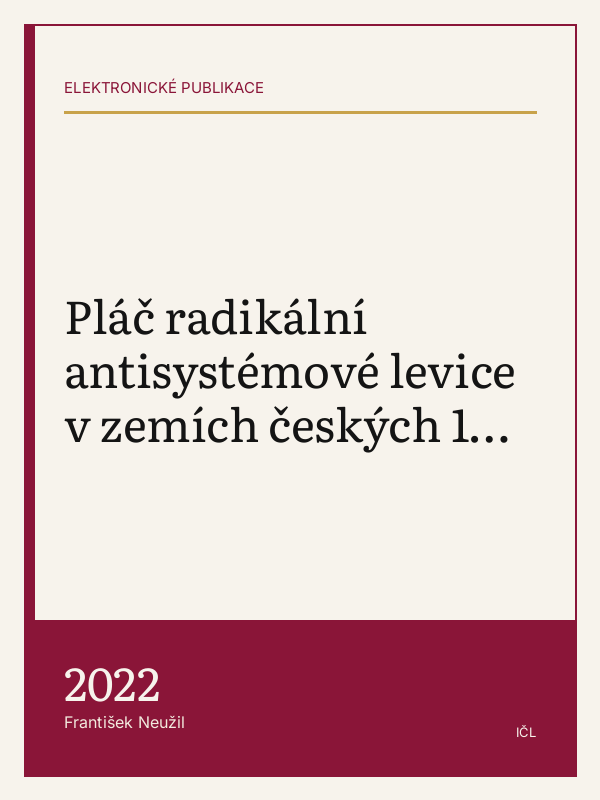 ELEKTRONICKÉ PUBLIKACE
Pláč radikální
antisystémové levice
v zemích českých 1...
2022
František Neužil
IČL